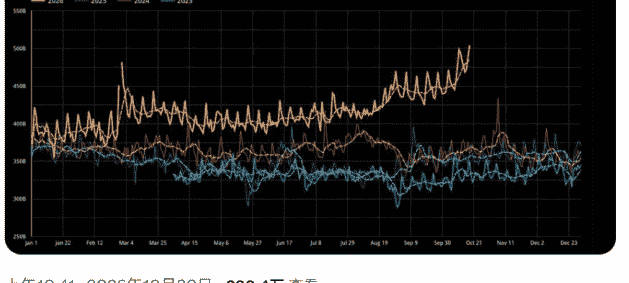 2026 2025 2024 2023
550B
500B
450B
400B
350B
300B
250B
Jan 1 Jan 22 Feb 12 Mar 4 Mar 25 Apr 15 May 6 May 27 Jun 17 Jul 8 Jul 29 Aug 19 Sep 9 Sep 30 Oct 21 Nov 11 Dec 2 Dec 23